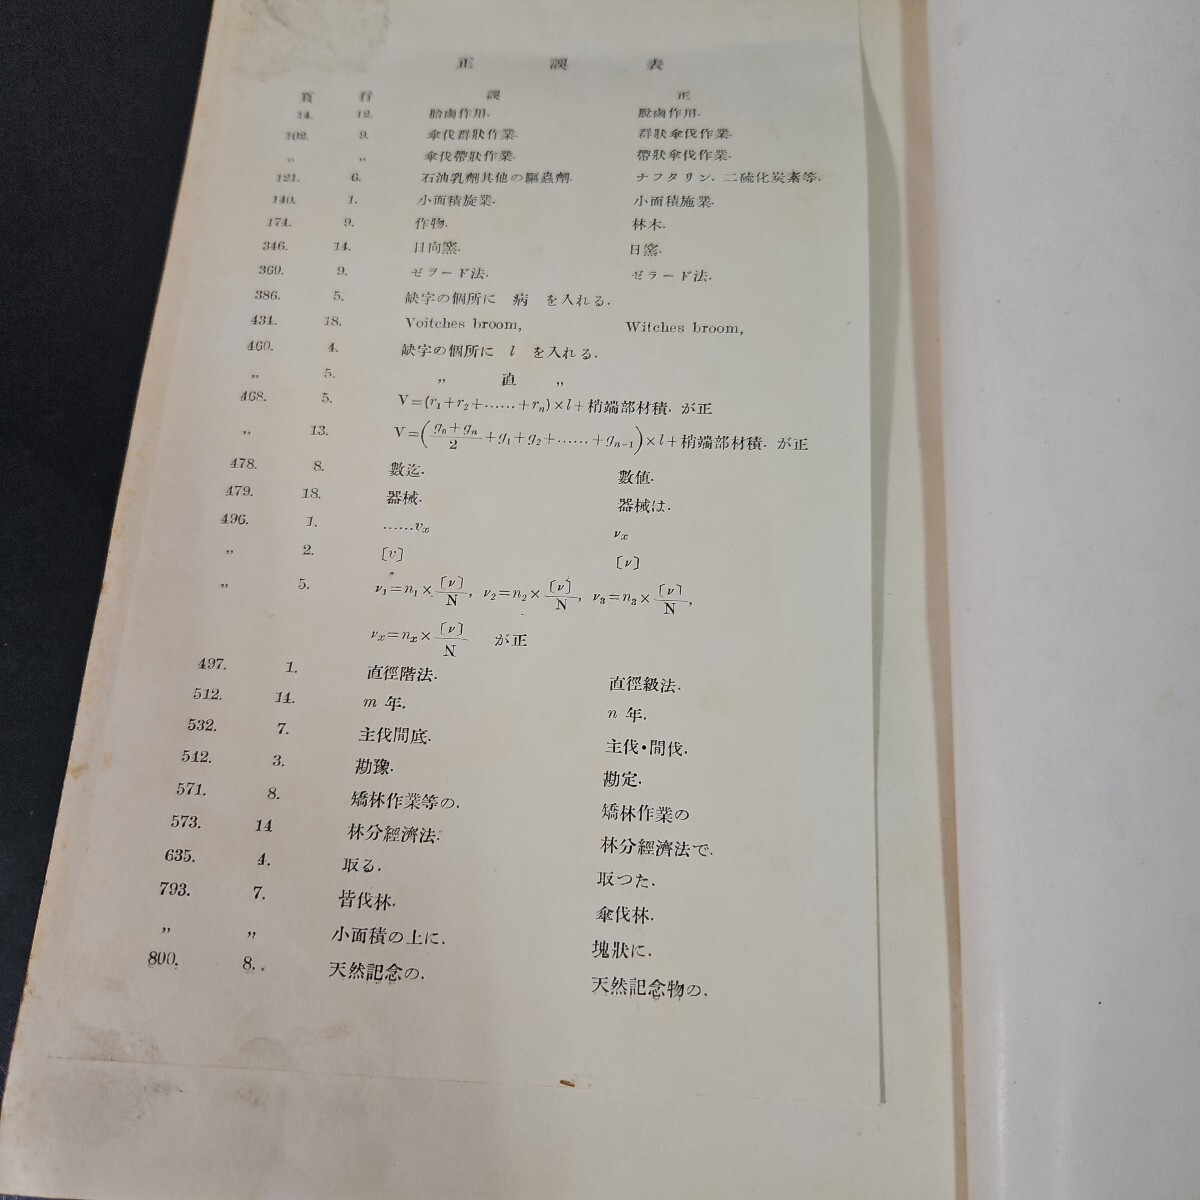 正誤表
頁 行 誤 正
14. 12. 胎鹵作用. 脫鹵作用.
102. 9. 傘伐群狀作業. 群狀傘伐作業.
„ „ 傘伐帶狀作業. 帶狀傘伐作業.
121. 6. 石油乳劑其他の驅蟲劑. ナフタリン. 二硫化炭素等.
140. 1. 小面積旋業. 小面積施業.
174. 9. 作物. 林木.
346. 14. 日向窯. 日窯.
360. 9. ゼヲード法. ゼラード法.
386. 5. 缺字の個所に 病 を入れる.
434. 18. Voitches broom, Witches broom,
460. 4. 缺字の個所に l を入れる.
„ 5. „ 直 „
468. 5. V=(r₁+r₂+……+rₙ)×l+梢端部材積. が正
„ 13. V=((g₀+gₙ)/2+g₁+g₂+……+gₙ₋₁)×l+梢端部材積. が正
478. 8. 數迄. 數値.
479. 18. 器械. 器械は.
496. 1. ……vₓ νₓ
„ 2. [v] [ν]
„ 5. ν₁=n₁×[ν]/N, ν₂=n₂×[ν]/N, ν₃=n₃×[ν]/N,
νₓ=nₓ×[ν]/N が正
497. 1. 直徑階法. 直徑級法.
512. 14. m 年. n 年.
532. 7. 主伐間底. 主伐・間伐.
542. 3. 勘豫. 勘定.
571. 8. 矯林作業等の. 矯林作業の
573. 14 林分經濟法. 林分經濟法で.
635. 4. 取る. 取つた.
793. 7. 皆伐林. 傘伐林.
„ „ 小面積の上に. 塊狀に.
800. 8. 天然記念の. 天然記念物の.